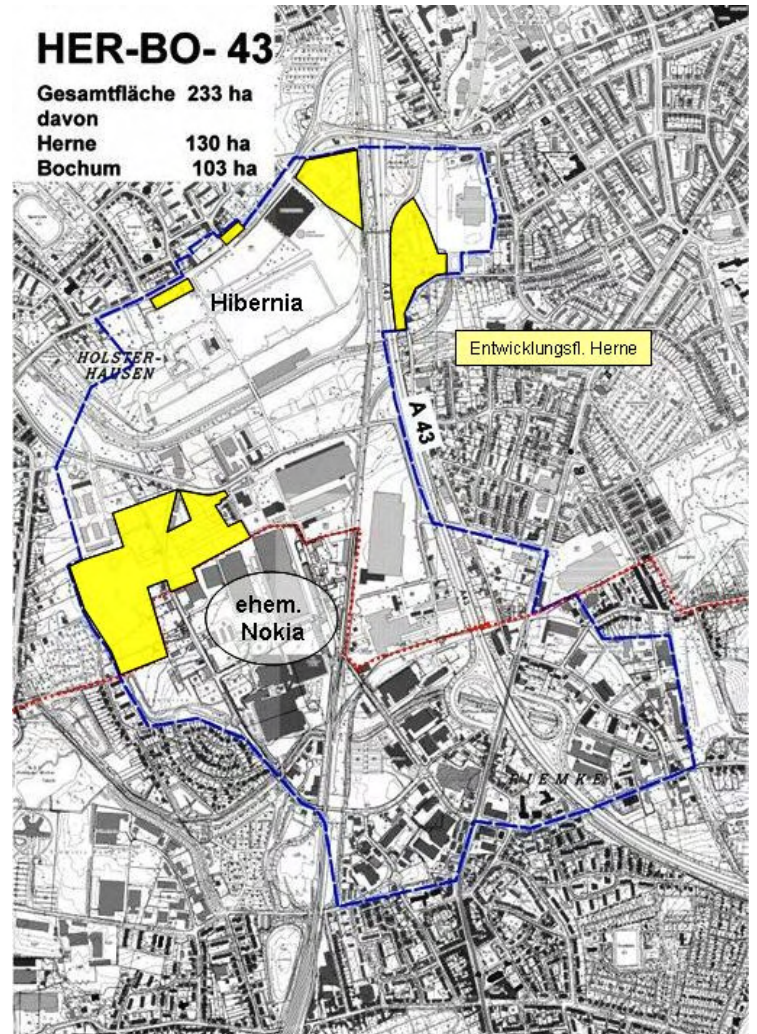 HER-BO- 43
Gesamtfläche 233 ha
davon
Herne 130 ha
Bochum 103 ha
Hibernia
HOLSTER-
HAUSEN
Entwicklungsfl. Herne
A 43
ehem.
Nokia
RIEMKE